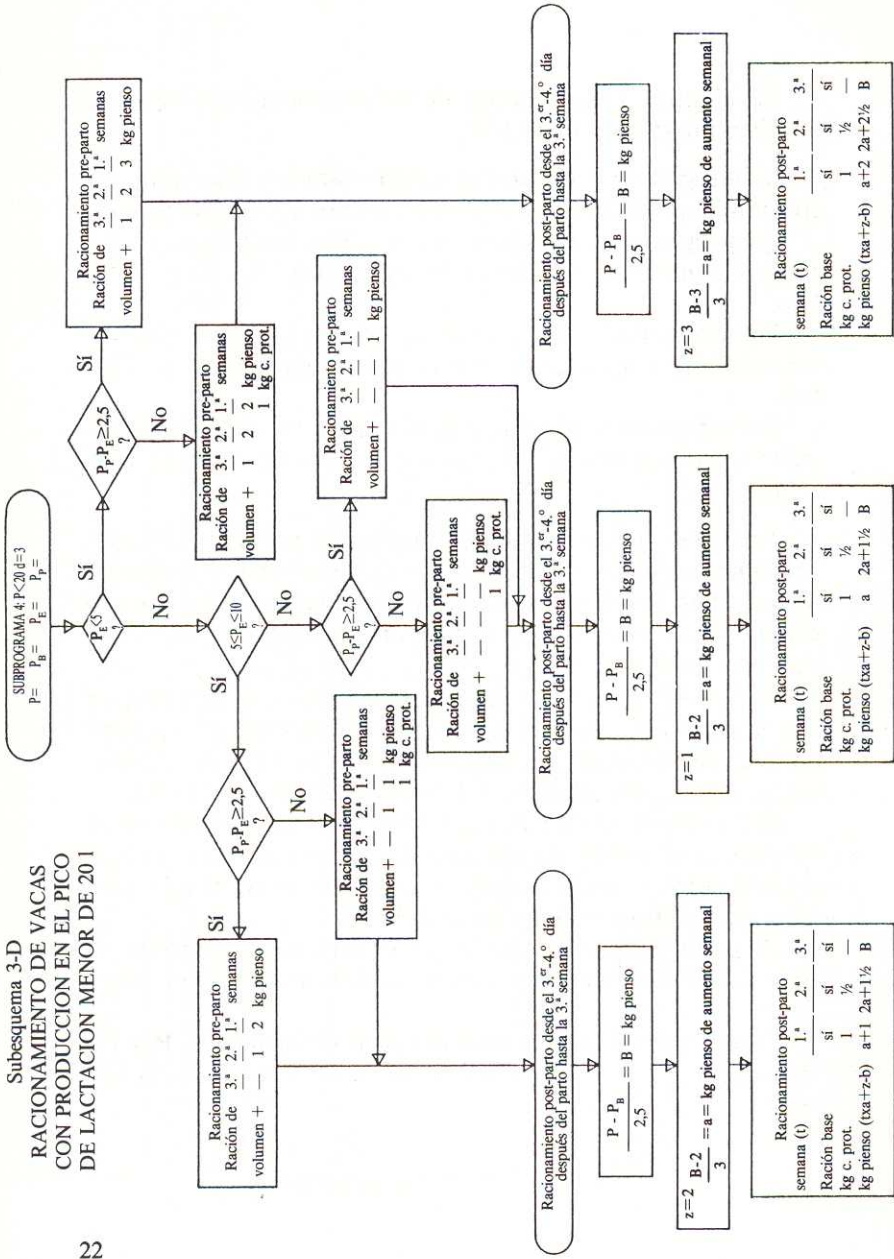 Subesquema 3-D
RACIONAMIENTO DE VACAS
CON PRODUCCION EN EL PICO
DE LACTACION MENOR DE 20 l
SUBPROGRAMA 4: P<20 d=3
P= P_B= P_E= P_P=
P_E<5
?
Sí
No
P_P-P_E≥2,5
?
Sí
No
Racionamiento pre-parto
Ración de 3.ª 2.ª 1.ª semanas
volumen + 1 2 3 kg pienso
Racionamiento pre-parto
Ración de 3.ª 2.ª 1.ª semanas
volumen + 1 2 2 kg pienso
1 kg c. prot.
5≤P_E≤10
?
Sí
No
P_P-P_E≥2,5
?
Sí
No
Racionamiento pre-parto
Ración de 3.ª 2.ª 1.ª semanas
volumen + — 1 2 kg pienso
Racionamiento pre-parto
Ración de 3.ª 2.ª 1.ª semanas
volumen + — 1 1 kg pienso
1 kg c. prot.
P_P-P_E≥2,5
?
Sí
No
Racionamiento pre-parto
Ración de 3.ª 2.ª 1.ª semanas
volumen + — — 1 kg pienso
Racionamiento pre-parto
Ración de 3.ª 2.ª 1.ª semanas
volumen + — — — kg pienso
1 kg c. prot.
Racionamiento post-parto desde el 3.er-4.º día
después del parto hasta la 3.ª semana
P - P_B
——— = B = kg pienso
2,5
z=2 B-2
——— =a= kg pienso de aumento semanal
3
Racionamiento post-parto
semana (t) 1.ª 2.ª 3.ª
Ración base sí sí sí
kg c. prot. 1 ½ —
kg pienso (txa+z-b) a+1 2a+1½ B
Racionamiento post-parto desde el 3.er-4.º día
después del parto hasta la 3.ª semana
P - P_B
——— = B = kg pienso
2,5
z=1 B-2
——— =a= kg pienso de aumento semanal
3
Racionamiento post-parto
semana (t) 1.ª 2.ª 3.ª
Ración base sí sí sí
kg c. prot. 1 ½ —
kg pienso (txa+z-b) a 2a+1½ B
Racionamiento post-parto desde el 3.er-4.º día
después del parto hasta la 3.ª semana
P - P_B
——— = B = kg pienso
2,5
z=3 B-3
——— =a= kg pienso de aumento semanal
3
Racionamiento post-parto
semana (t) 1.ª 2.ª 3.ª
Ración base sí sí sí
kg c. prot. 1 ½ —
kg pienso (txa+z-b) a+2 2a+2½ B
22